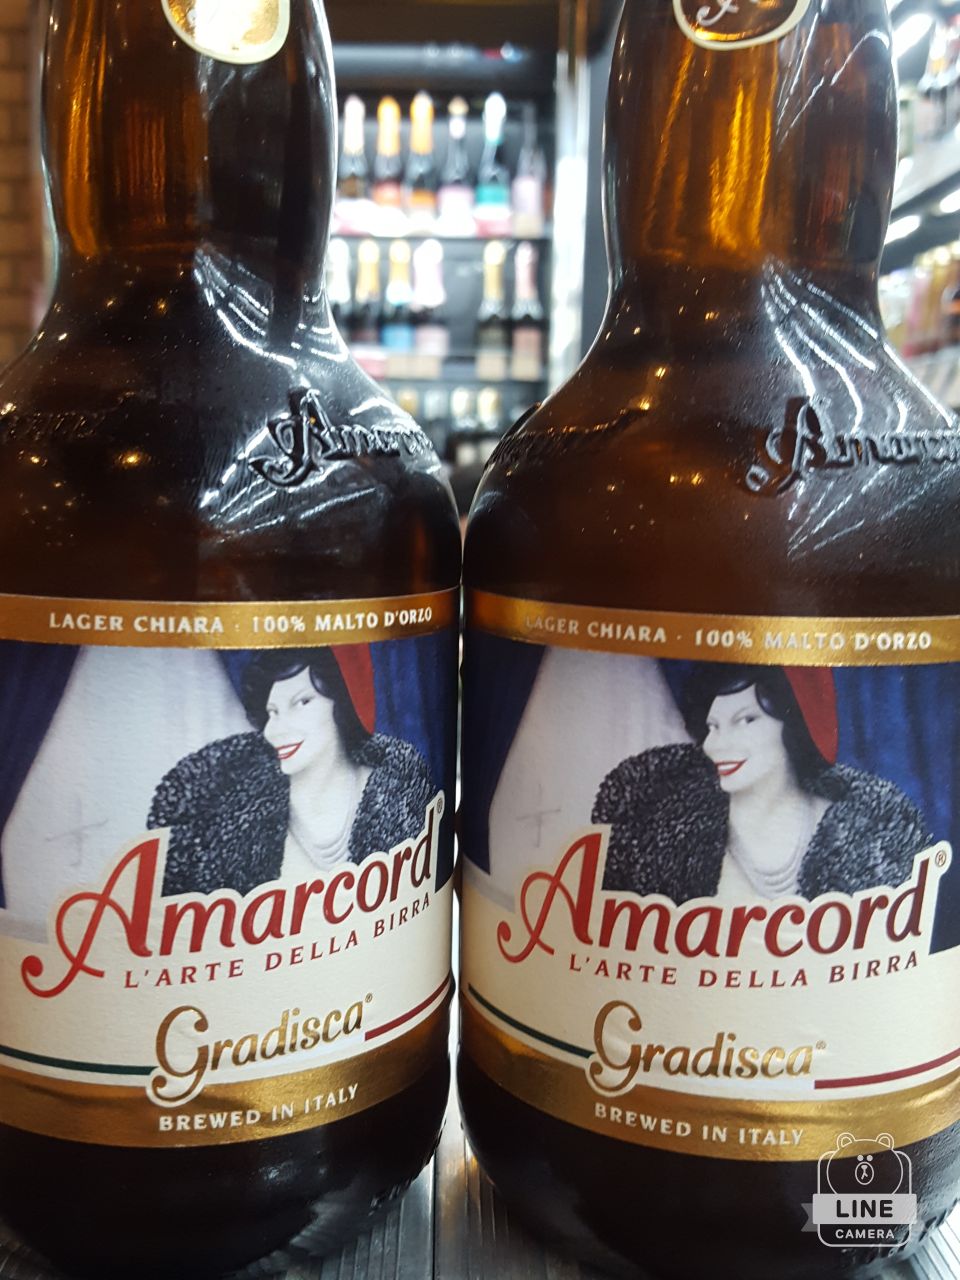 Amarcord
Amarcord
LAGER CHIARA · 100% MALTO D'ORZO
Amarcord®
L'ARTE DELLA BIRRA
Gradisca®
BREWED IN ITALY
LAGER CHIARA · 100% MALTO D'ORZO
Amarcord®
L'ARTE DELLA BIRRA
Gradisca®
BREWED IN ITALY
LINE
CAMERA